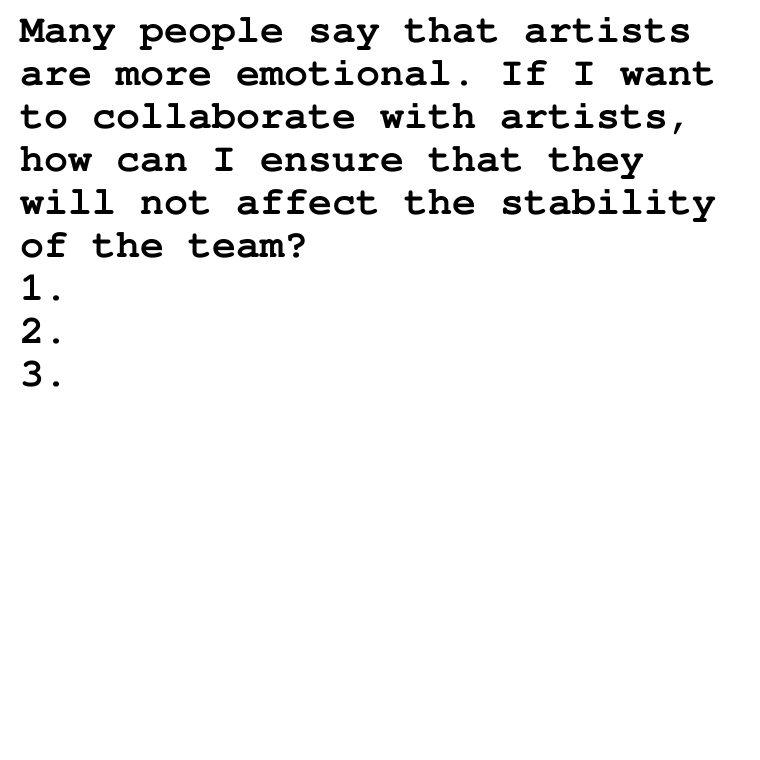 Many people say that artists
are more emotional. If I want
to collaborate with artists,
how can I ensure that they
will not affect the stability
of the team?
1.
2.
3.